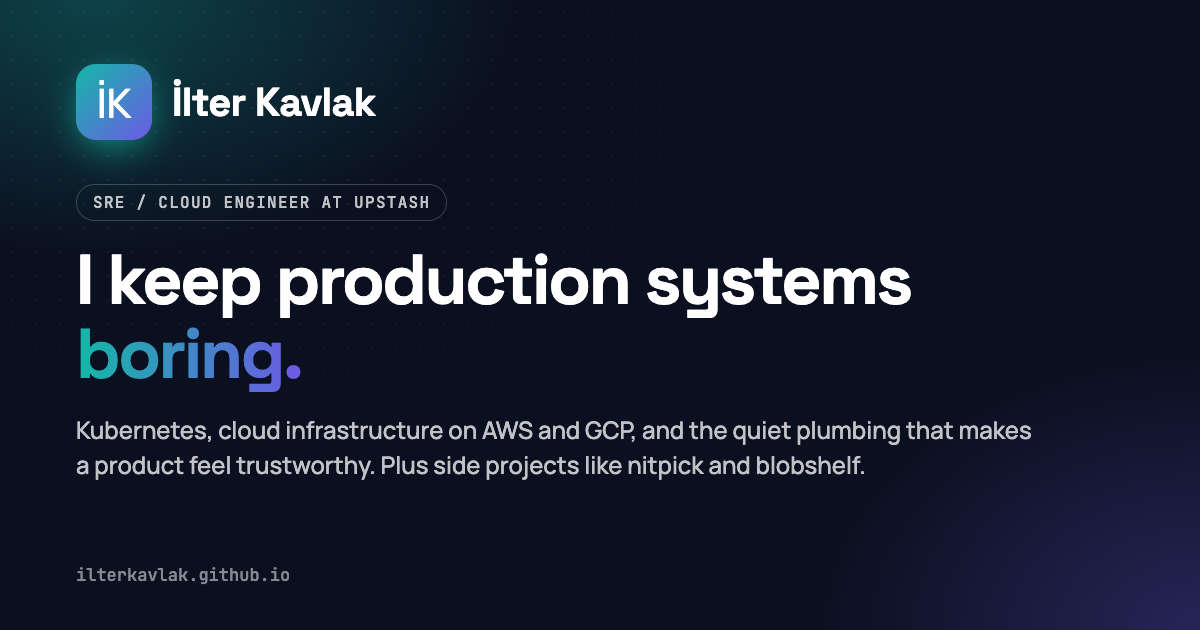 İK
İlter Kavlak
SRE / CLOUD ENGINEER AT UPSTASH
I keep production systems
boring.
Kubernetes, cloud infrastructure on AWS and GCP, and the quiet plumbing that makes
a product feel trustworthy. Plus side projects like nitpick and blobshelf.
ilterkavlak.github.io